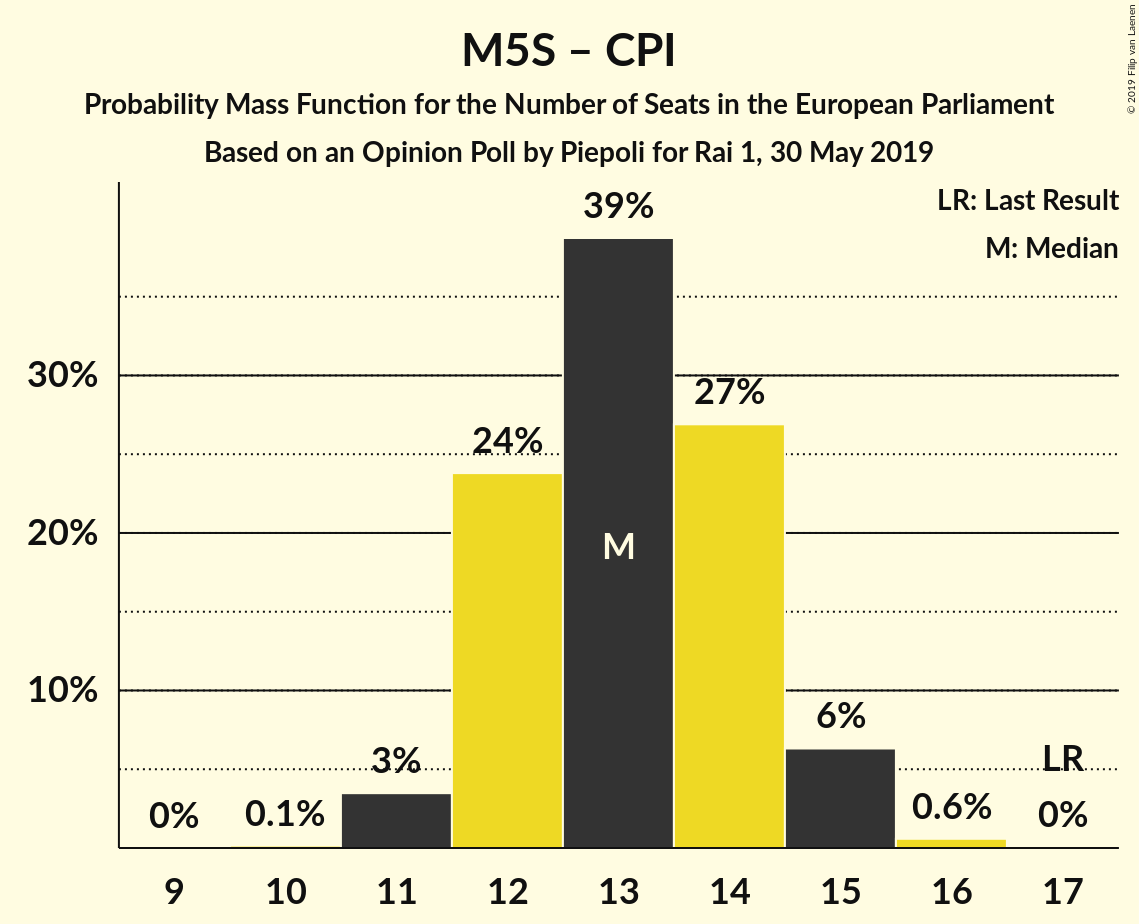 M5S – CPI
Probability Mass Function for the Number of Seats in the European Parliament
Based on an Opinion Poll by Piepoli for Rai 1, 30 May 2019
© 2019 Filip van Laenen
LR: Last Result
M: Median
39%
30%
27%
24%
20%
M
10%
6%
3%
LR
0%
0.1%
0.6%
0%
9 10 11 12 13 14 15 16 17